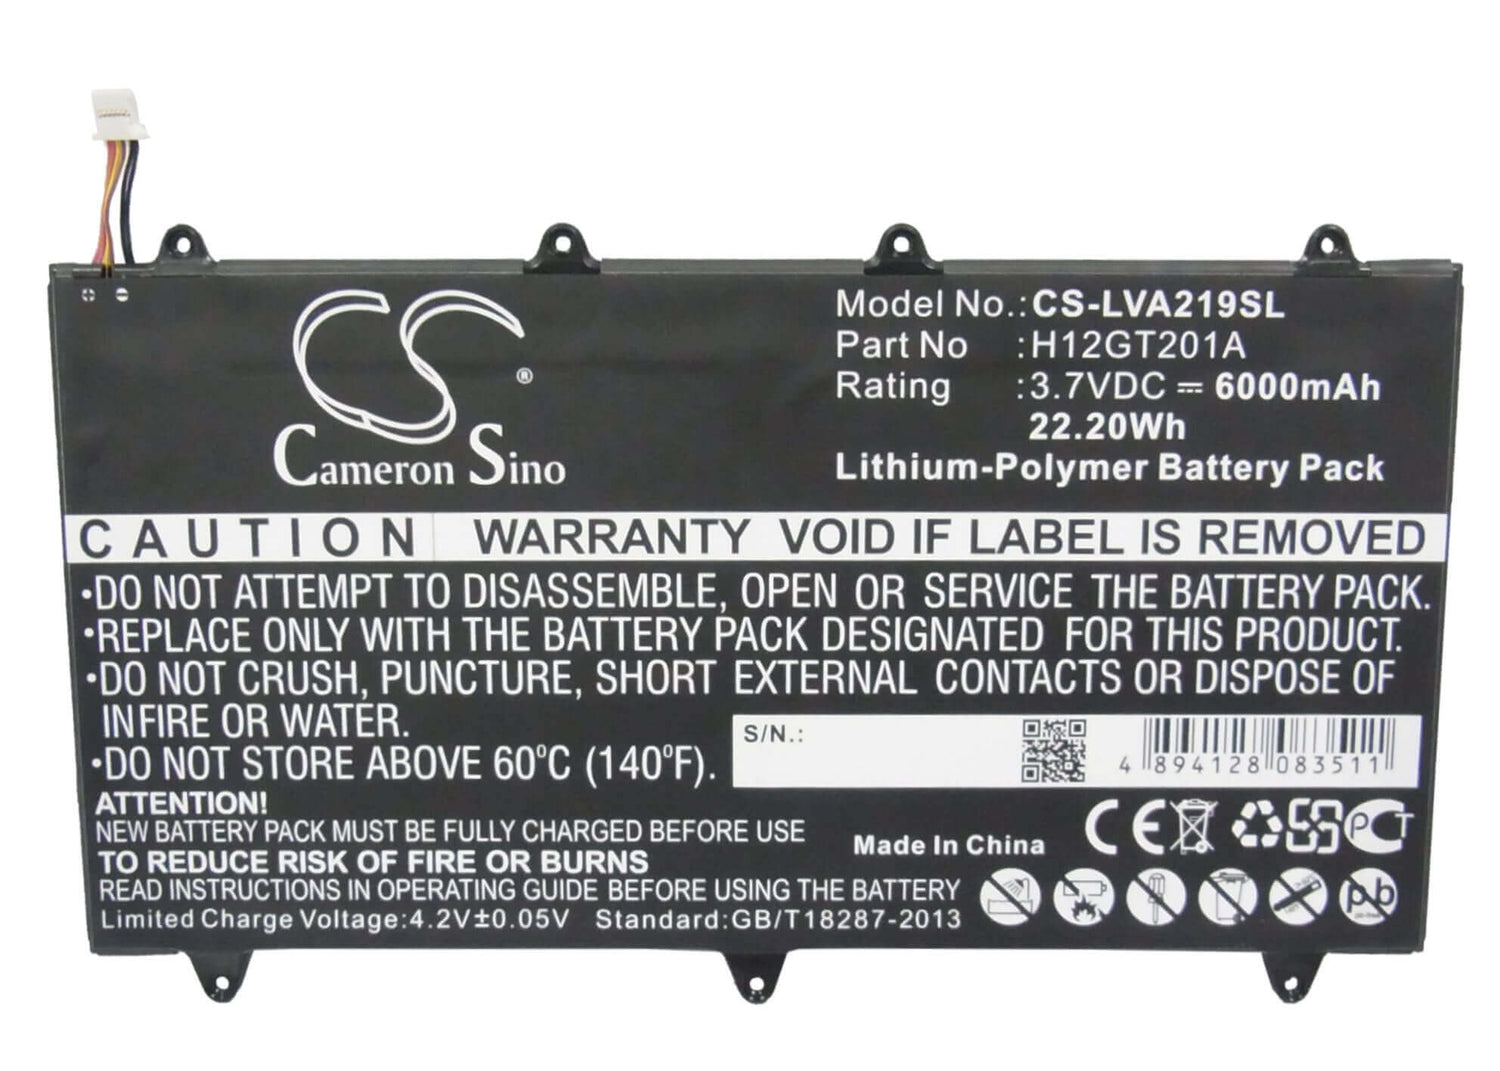 Cameron Sino
®
Model No.: CS-LVA219SL
Part No : H12GT201A
Rating : 3.7VDC ⎓ 6000mAh
22.20Wh
Lithium-Polymer Battery Pack
CAUTION WARRANTY VOID IF LABEL IS REMOVED
•DO NOT ATTEMPT TO DISASSEMBLE, OPEN OR SERVICE THE BATTERY PACK.
•REPLACE ONLY WITH THE BATTERY PACK DESIGNATED FOR THIS PRODUCT.
•DO NOT CRUSH, PUNCTURE, SHORT EXTERNAL CONTACTS OR DISPOSE OF
INFIRE OR WATER.
•DO NOT STORE ABOVE 60°C (140°F).
S/N.:
4 894128 083511
ATTENTION!
NEW BATTERY PACK MUST BE FULLY CHARGED BEFORE USE
TO REDUCE RISK OF FIRE OR BURNS
READ INSTRUCTIONS IN OPERATING GUIDE BEFORE USING THE BATTERY
Limited Charge Voltage:4.2V±0.05V Standard:GB/T18287-2013
Made In China
CE
PCT
pb